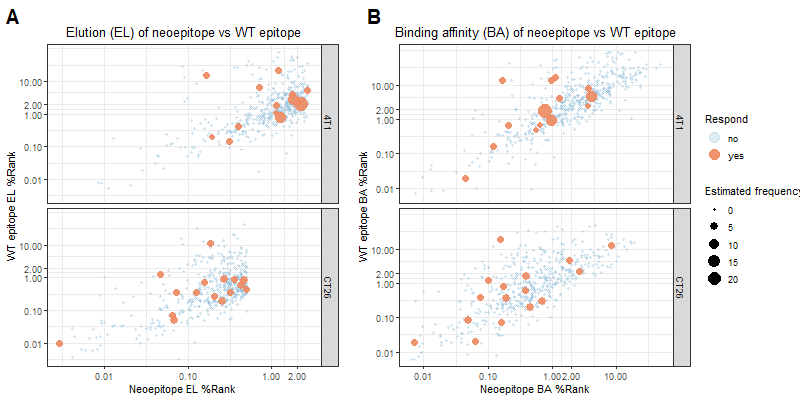 A
Elution (EL) of neoepitope vs WT epitope
WT epitope EL %Rank
10.00
2.00
1.00
0.10
0.01
4T1
10.00
2.00
1.00
0.10
0.01
CT26
0.01
0.10
1.00
2.00
Neoepitope EL %Rank
B
Binding affinity (BA) of neoepitope vs WT epitope
WT epitope BA %Rank
10.00
2.00
1.00
0.10
0.01
4T1
10.00
2.00
1.00
0.10
0.01
CT26
0.01
0.10
1.00
2.00
10.00
Neoepitope BA %Rank
Respond
no
yes
Estimated frequency
0
5
10
15
20